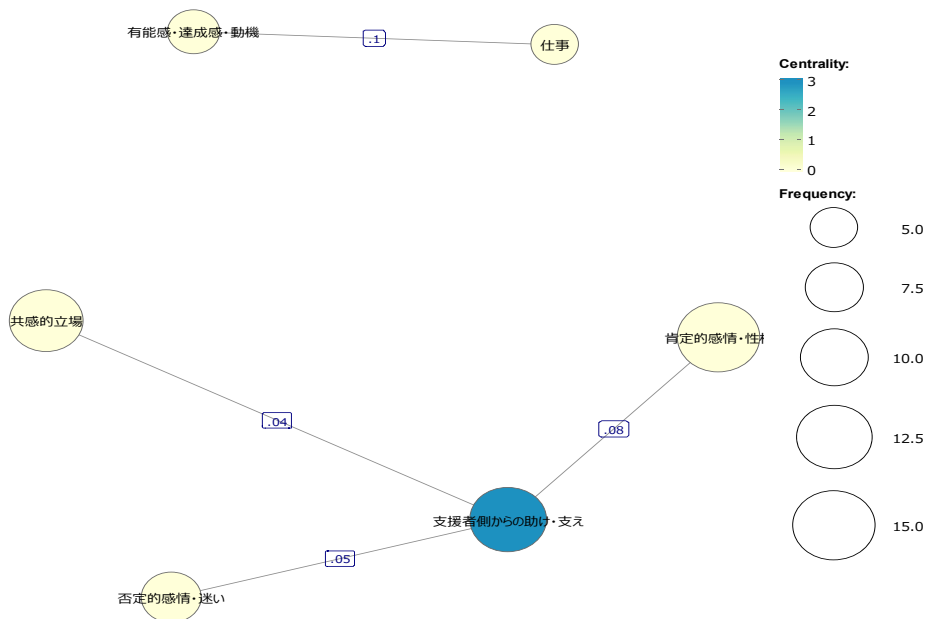 有能感・達成感・動機
.1
仕事
Centrality:
3
2
1
0
Frequency:
5.0
7.5
10.0
12.5
15.0
共感的立場
肯定的感情・性
.04
.08
支援者側からの助け・支え
.05
否定的感情・迷い